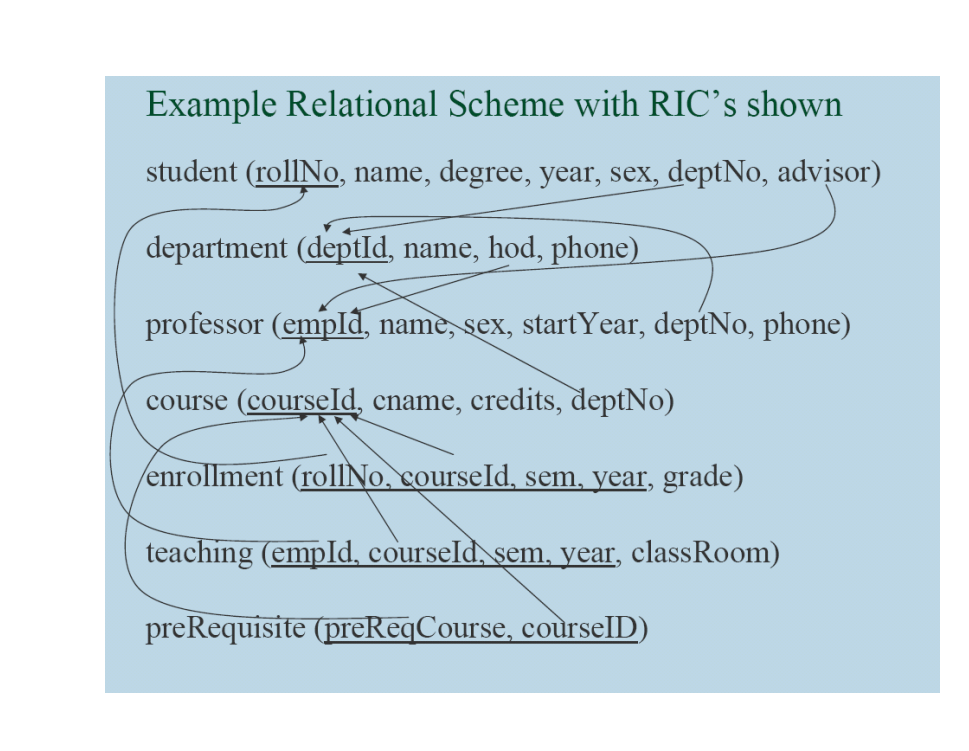 Example Relational Scheme with RIC’s shown
student (rollNo, name, degree, year, sex, deptNo, advisor)
department (deptId, name, hod, phone)
professor (empId, name, sex, startYear, deptNo, phone)
course (courseId, cname, credits, deptNo)
enrollment (rollNo, courseId, sem, year, grade)
teaching (empId, courseId, sem, year, classRoom)
preRequisite (preReqCourse, courseID)